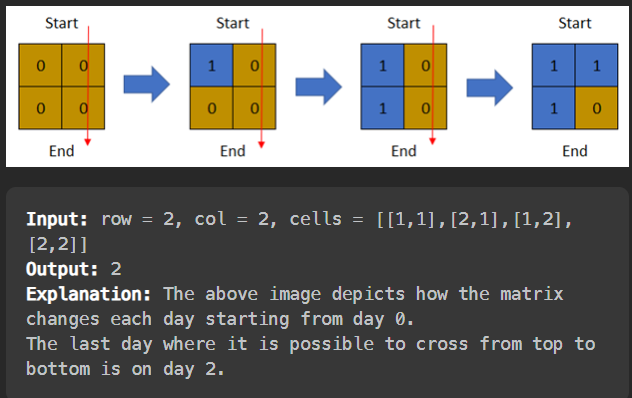 Start Start Start Start
0 0 1 0 1 0 1 1
0 0 0 0 1 0 1 0
End End End End
Input: row = 2, col = 2, cells = [[1,1],[2,1],[1,2],
[2,2]]
Output: 2
Explanation: The above image depicts how the matrix
changes each day starting from day 0.
The last day where it is possible to cross from top to
bottom is on day 2.